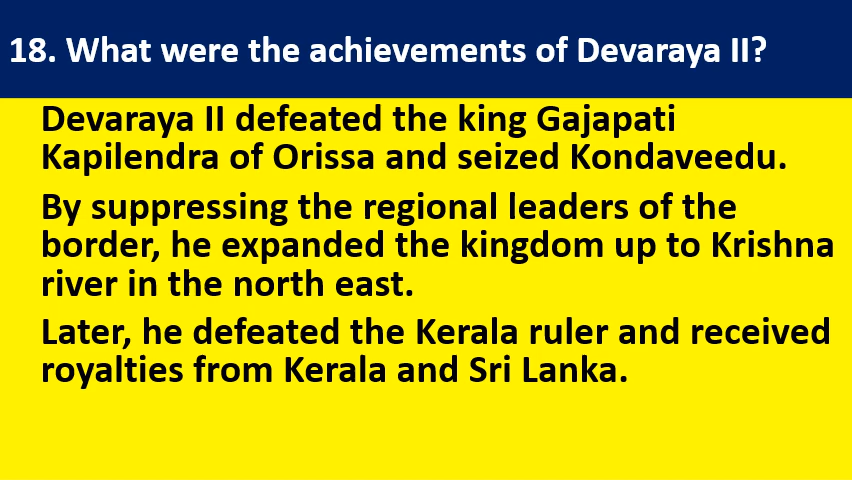 18. What were the achievements of Devaraya II?
Devaraya II defeated the king Gajapati
Kapilendra of Orissa and seized Kondaveedu.
By suppressing the regional leaders of the
border, he expanded the kingdom up to Krishna
river in the north east.
Later, he defeated the Kerala ruler and received
royalties from Kerala and Sri Lanka.